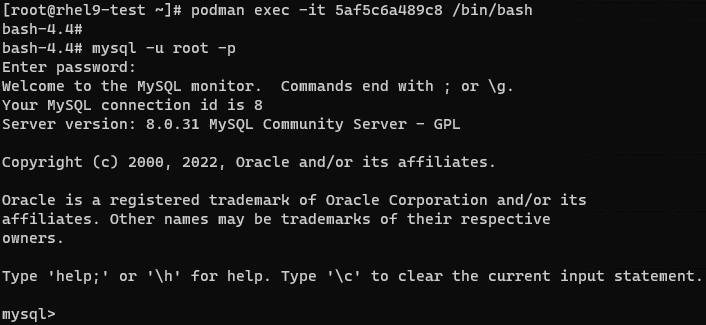 [root@rhel9-test ~]# podman exec -it 5af5c6a489c8 /bin/bash
bash-4.4#
bash-4.4# mysql -u root -p
Enter password:
Welcome to the MySQL monitor.  Commands end with ; or \g.
Your MySQL connection id is 8
Server version: 8.0.31 MySQL Community Server - GPL

Copyright (c) 2000, 2022, Oracle and/or its affiliates.

Oracle is a registered trademark of Oracle Corporation and/or its
affiliates. Other names may be trademarks of their respective
owners.

Type 'help;' or '\h' for help. Type '\c' to clear the current input statement.

mysql>